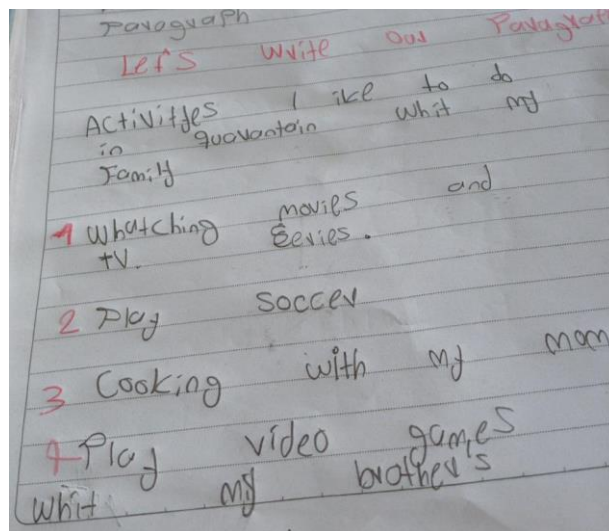 Paragraph
Let's write our Paragraph
Activities I ike to do
in quarantain whit my
Family
1 Whatching movies and
tv. Series.
2 Play soccer
3 Cooking with my mom
4 Play video games
whit my brother's